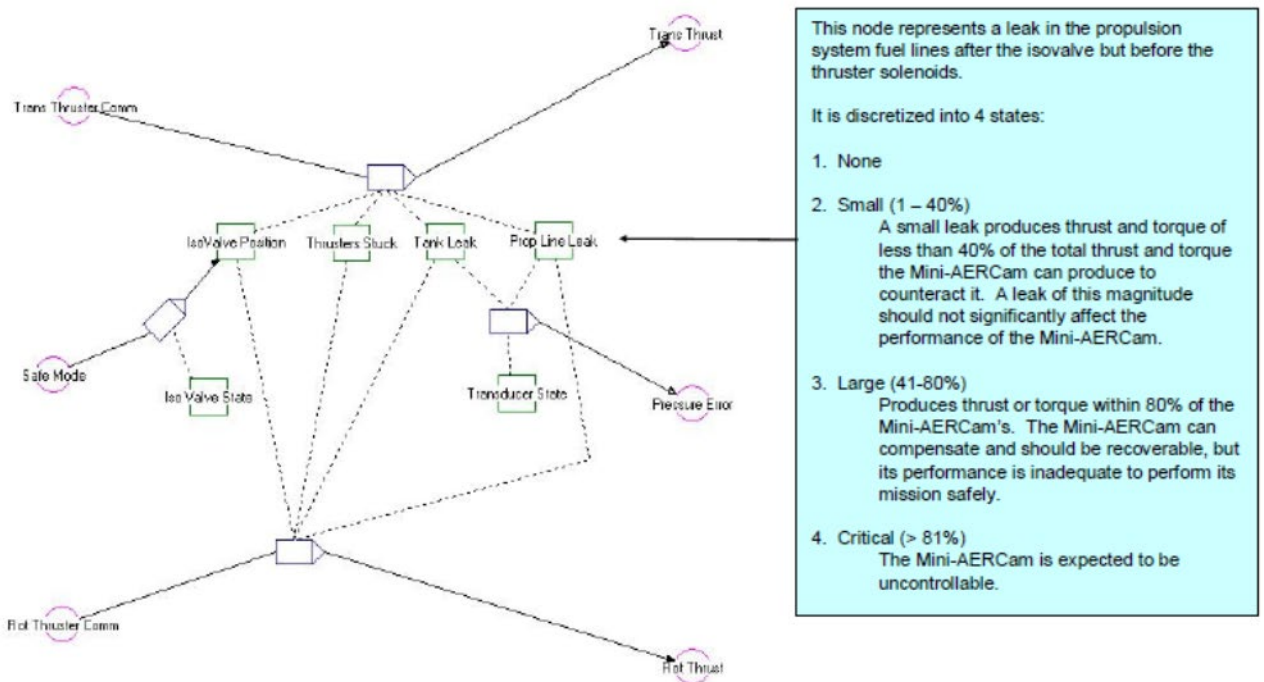 Trans Thrust
Trans Thruster Comm
IsoValve Position
Thrusters Stuck
Tank Leak
Prop Line Leak
Safe Mode
Iso Valve State
Transducer State
Pressure Error
Rot Thruster Comm
Rot Thrust
This node represents a leak in the propulsion
system fuel lines after the isovalve but before the
thruster solenoids.
It is discretized into 4 states:
1. None
2. Small (1 – 40%)
A small leak produces thrust and torque of
less than 40% of the total thrust and torque
the Mini-AERCam can produce to
counteract it. A leak of this magnitude
should not significantly affect the
performance of the Mini-AERCam.
3. Large (41-80%)
Produces thrust or torque within 80% of the
Mini-AERCam's. The Mini-AERCam can
compensate and should be recoverable, but
its performance is inadequate to perform its
mission safely.
4. Critical (> 81%)
The Mini-AERCam is expected to be
uncontrollable.